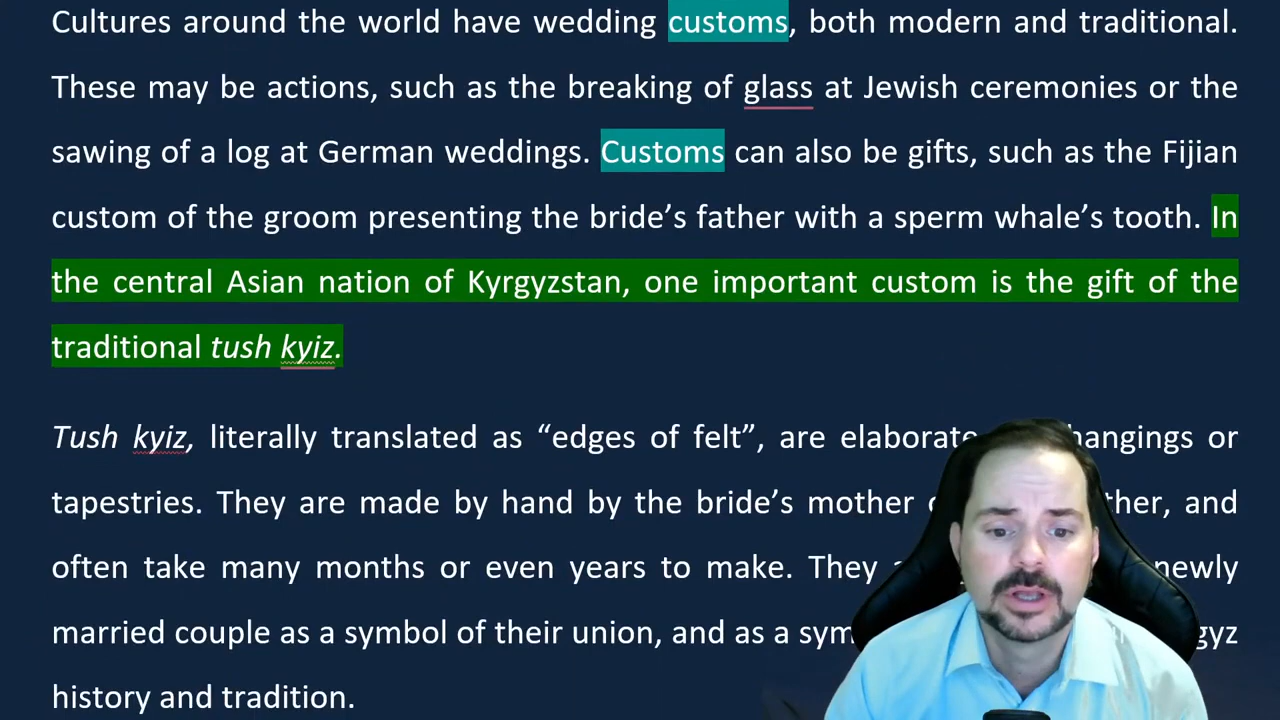 Cultures around the world have wedding customs, both modern and traditional.
These may be actions, such as the breaking of glass at Jewish ceremonies or the
sawing of a log at German weddings. Customs can also be gifts, such as the Fijian
custom of the groom presenting the bride’s father with a sperm whale’s tooth. In
the central Asian nation of Kyrgyzstan, one important custom is the gift of the
traditional tush kyiz.
Tush kyiz, literally translated as “edges of felt”, are elaborate hangings or
tapestries. They are made by hand by the bride’s mother and
often take many months or even years to make. They newly
married couple as a symbol of their union, and as a
history and tradition.